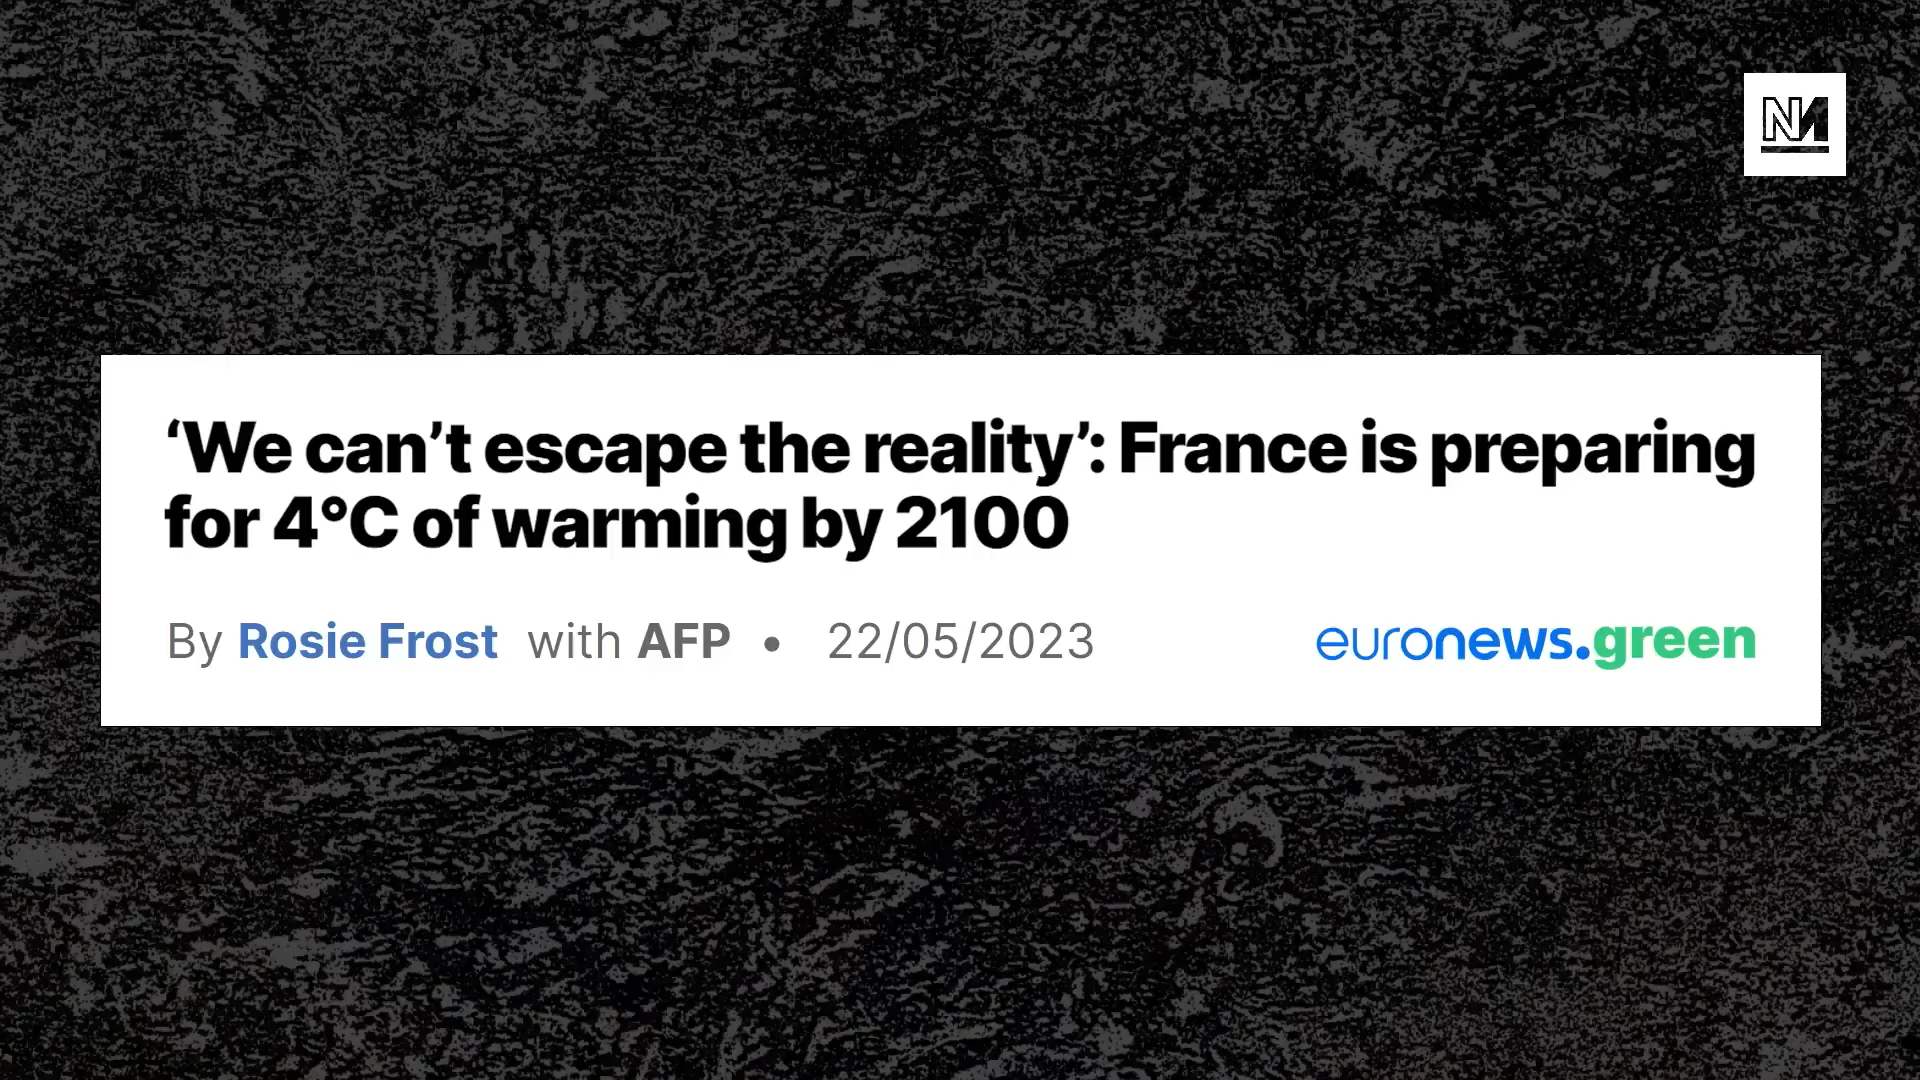 NM
‘We can’t escape the reality’: France is preparing
for 4°C of warming by 2100
By Rosie Frost with AFP • 22/05/2023
euronews.green